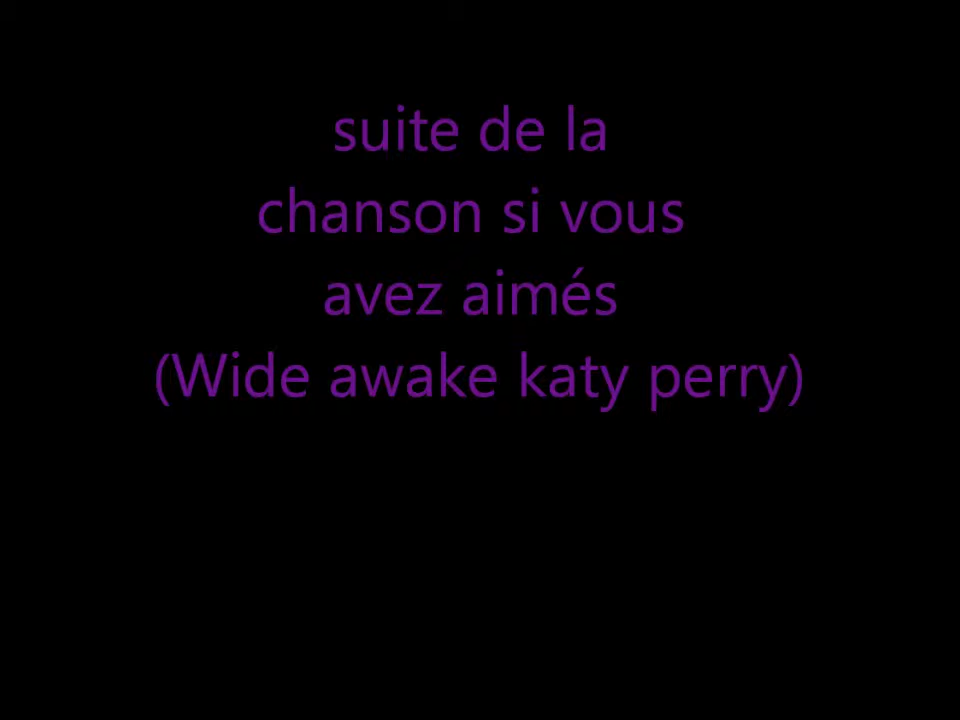 suite de la
chanson si vous
avez aimés
(Wide awake katy perry)